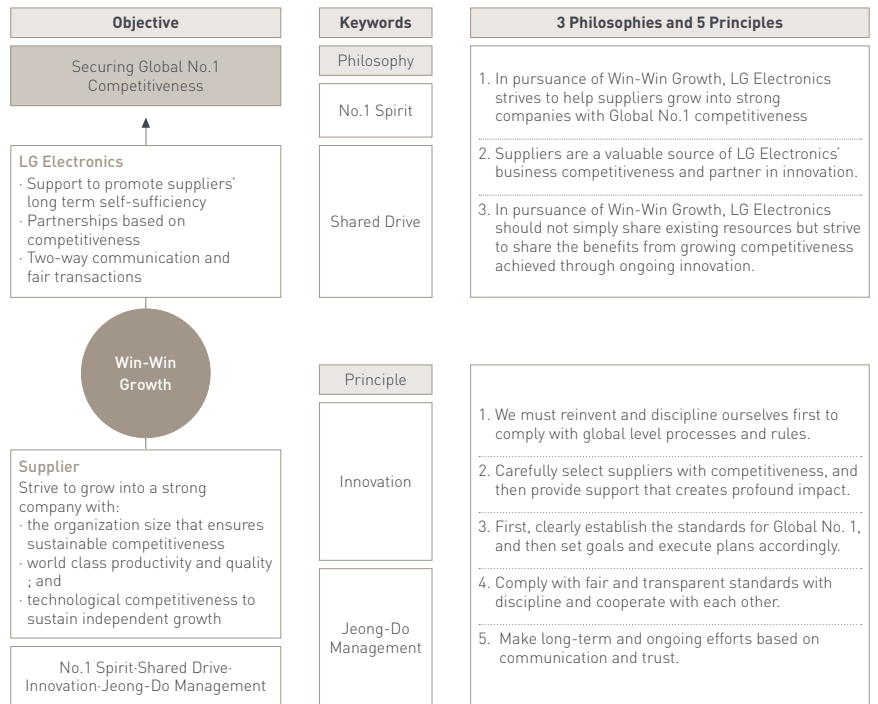 Objective
Securing Global No.1
Competitiveness
LG Electronics
· Support to promote suppliers’
long term self-sufficiency
· Partnerships based on
competitiveness
· Two-way communication and
fair transactions
Win-Win
Growth
Supplier
Strive to grow into a strong
company with:
· the organization size that ensures
sustainable competitiveness
· world class productivity and quality
; and
· technological competitiveness to
sustain independent growth
No.1 Spirit·Shared Drive·
Innovation·Jeong-Do Management
Keywords
Philosophy
No.1 Spirit
Shared Drive
Principle
Innovation
Jeong-Do
Management
3 Philosophies and 5 Principles
1. In pursuance of Win-Win Growth, LG Electronics
strives to help suppliers grow into strong
companies with Global No.1 competitiveness
2. Suppliers are a valuable source of LG Electronics’
business competitiveness and partner in innovation.
3. In pursuance of Win-Win Growth, LG Electronics
should not simply share existing resources but strive
to share the benefits from growing competitiveness
achieved through ongoing innovation.
1. We must reinvent and discipline ourselves first to
comply with global level processes and rules.
2. Carefully select suppliers with competitiveness, and
then provide support that creates profound impact.
3. First, clearly establish the standards for Global No. 1,
and then set goals and execute plans accordingly.
4. Comply with fair and transparent standards with
discipline and cooperate with each other.
5. Make long-term and ongoing efforts based on
communication and trust.